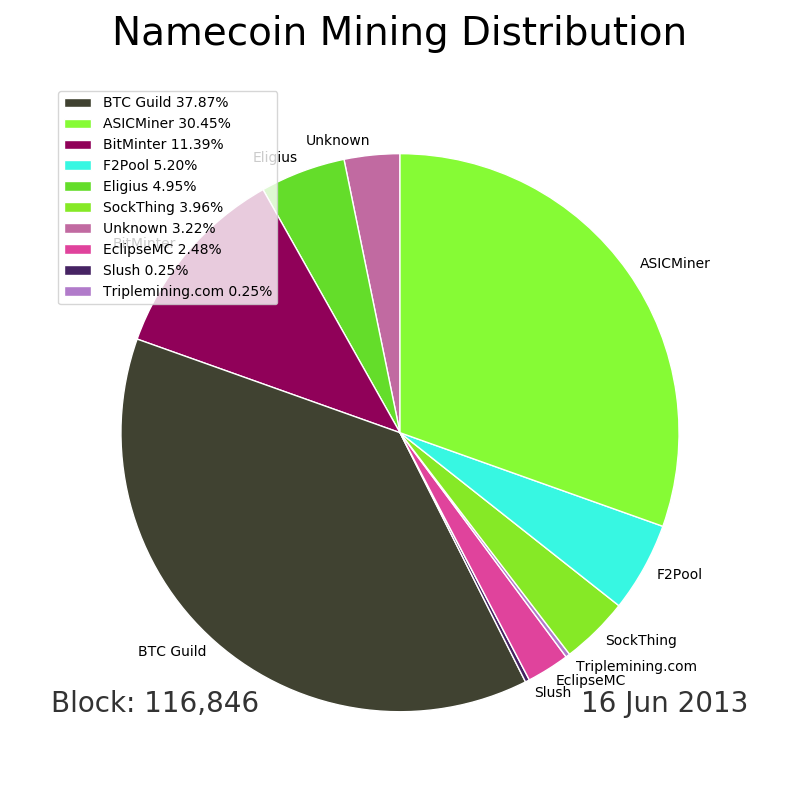 Namecoin Mining Distribution
BTC Guild 37.87%
ASICMiner 30.45%
BitMinter 11.39%
F2Pool 5.20%
Eligius 4.95%
SockThing 3.96%
Unknown 3.22%
EclipseMC 2.48%
Slush 0.25%
Triplemining.com 0.25%
Unknown
Eligius
BitMinter
ASICMiner
F2Pool
SockThing
BTC Guild
Triplemining.com
EclipseMC
Slush
Block: 116,846
16 Jun 2013